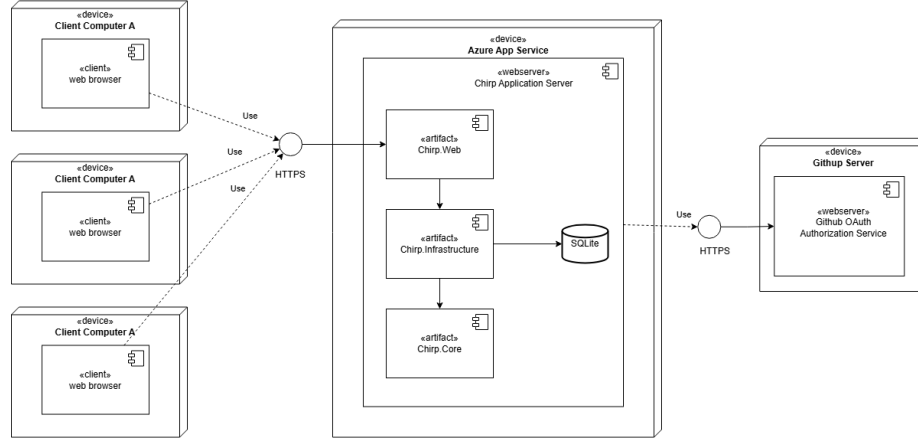 «device»
Client Computer A
«client»
web browser
Use
«device»
Client Computer A
«client»
web browser
Use
«device»
Client Computer A
«client»
web browser
Use
HTTPS
«device»
Azure App Service
«webserver»
Chirp Application Server
«artifact»
Chirp.Web
«artifact»
Chirp.Infrastructure
SQLite
«artifact»
Chirp.Core
Use
HTTPS
«device»
Githup Server
«webserver»
Github OAuth
Authorization Service